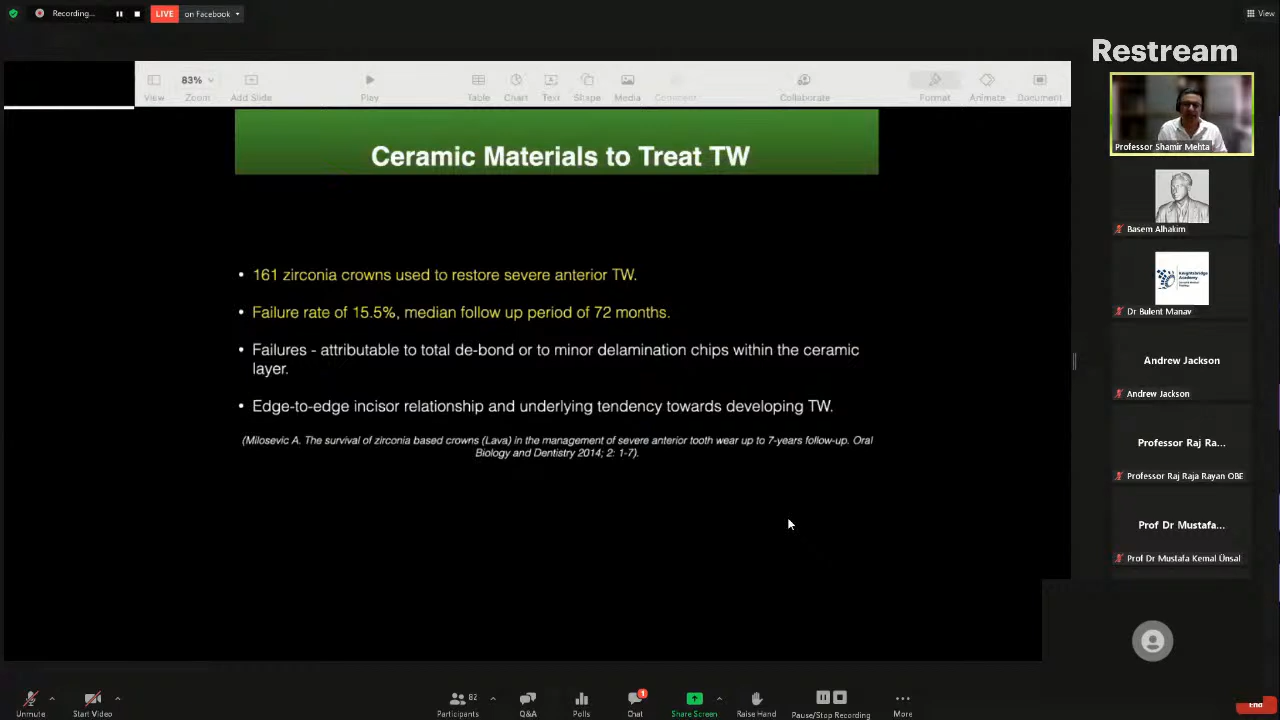 Recording...
LIVE
on Facebook
View
Restream
83%
View
Zoom
Add Slide
Play
Table
Chart
Text
Shape
Media
Comment
Collaborate
Format
Animate
Document
Ceramic Materials to Treat TW
• 161 zirconia crowns used to restore severe anterior TW.
• Failure rate of 15.5%, median follow up period of 72 months.
• Failures - attributable to total de-bond or to minor delamination chips within the ceramic
layer.
• Edge-to-edge incisor relationship and underlying tendency towards developing TW.
(Milosevic A. The survival of zirconia based crowns (Lava) in the management of severe anterior tooth wear up to 7-years follow-up. Oral
Biology and Dentistry 2014; 2: 1-7).
Professor Shamir Mehta
Basem Alhakim
Knightsbridge
Academy
Dr Bulent Manav
Andrew Jackson
Andrew Jackson
Professor Raj Ra...
Professor Raj Raja Rayan OBE
Prof Dr Mustafa...
Prof Dr Mustafa Kemal Ünsal
Unmute
Start Video
82
Participants
Q&A
Polls
1
Chat
Share Screen
Raise Hand
Pause/Stop Recording
More
End